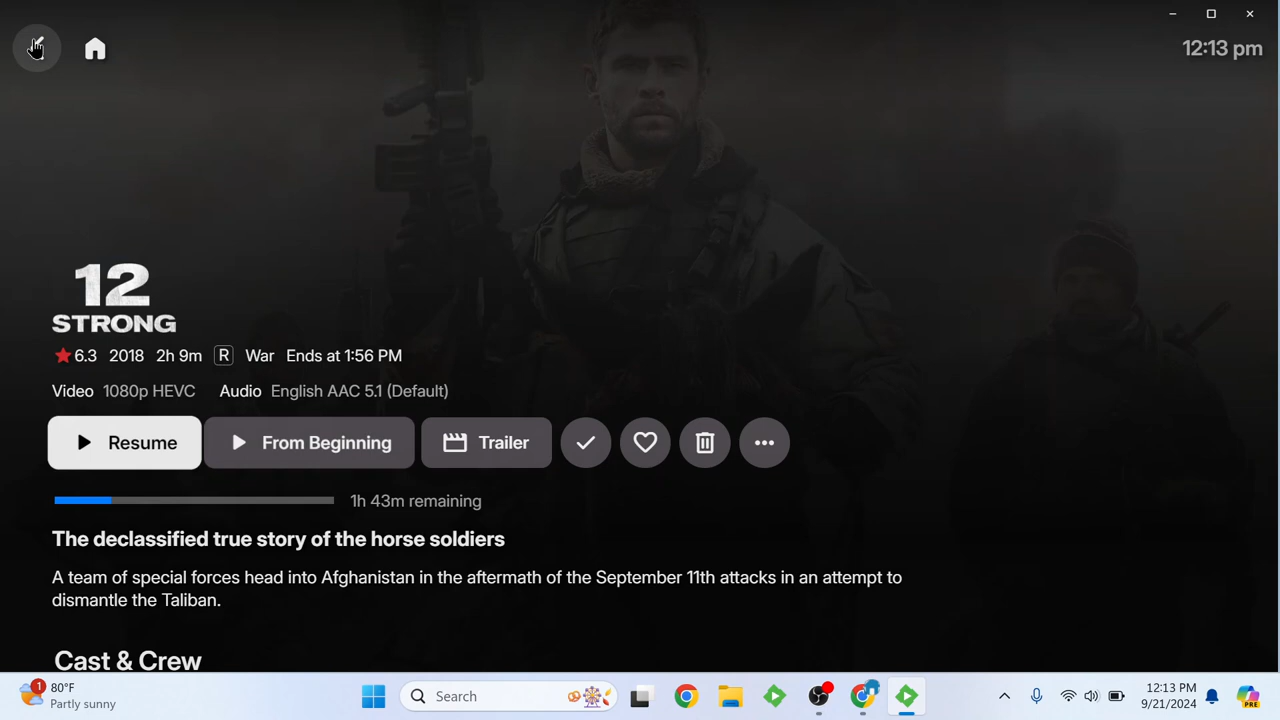 12:13 pm
12
STRONG
6.3 2018 2h 9m R War Ends at 1:56 PM
Video 1080p HEVC Audio English AAC 5.1 (Default)
Resume From Beginning Trailer
1h 43m remaining
The declassified true story of the horse soldiers
A team of special forces head into Afghanistan in the aftermath of the September 11th attacks in an attempt to
dismantle the Taliban.
Cast & Crew
1 80°F
Partly sunny
Search
PRE
12:13 PM
9/21/2024